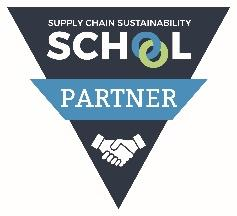 SUPPLY CHAIN SUSTAINABILITY
SCHOOL
PARTNER